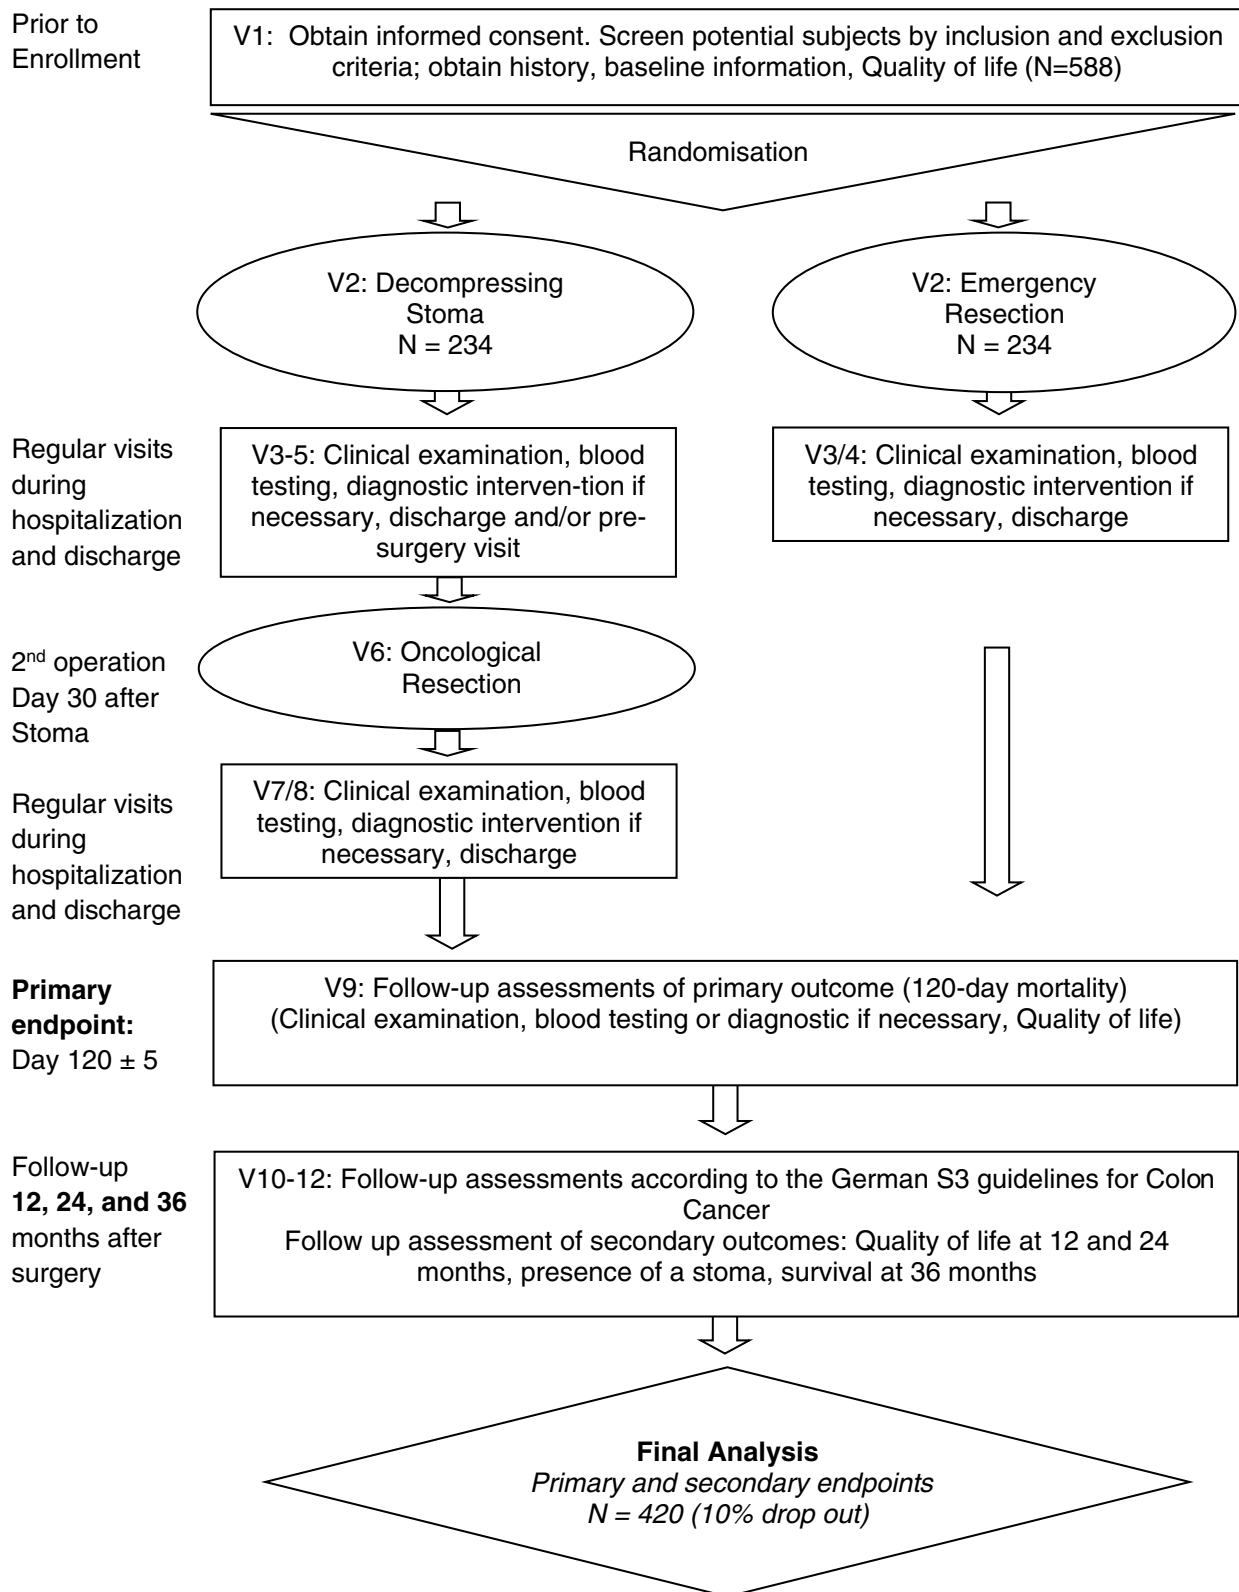 Prior to
Enrollment
V1:  Obtain informed consent. Screen potential subjects by inclusion and exclusion
criteria; obtain history, baseline information, Quality of life (N=588)
Randomisation
V2: Decompressing
Stoma
N = 234
V2: Emergency
Resection
N = 234
Regular visits
during
hospitalization
and discharge
V3-5: Clinical examination, blood
testing, diagnostic interven-tion if
necessary, discharge and/or pre-
surgery visit
V3/4: Clinical examination, blood
testing, diagnostic intervention if
necessary, discharge
2nd operation
Day 30 after
Stoma
V6: Oncological
Resection
Regular visits
during
hospitalization
and discharge
V7/8: Clinical examination, blood
testing, diagnostic intervention if
necessary, discharge
Primary
endpoint:
Day 120 ± 5
V9: Follow-up assessments of primary outcome (120-day mortality)
(Clinical examination, blood testing or diagnostic if necessary, Quality of life)
Follow-up
12, 24, and 36
months after
surgery
V10-12: Follow-up assessments according to the German S3 guidelines for Colon
Cancer
Follow up assessment of secondary outcomes: Quality of life at 12 and 24
months, presence of a stoma, survival at 36 months
Final Analysis
Primary and secondary endpoints
N = 420 (10% drop out)